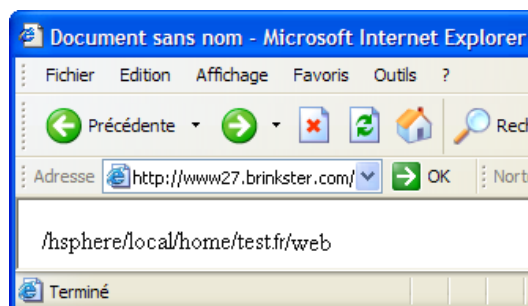 Document sans nom - Microsoft Internet Explorer
Fichier Edition Affichage Favoris Outils ?
Précédente
Adresse http://www27.brinkster.com/ OK
/hsphere/local/home/test.fr/web
Terminé